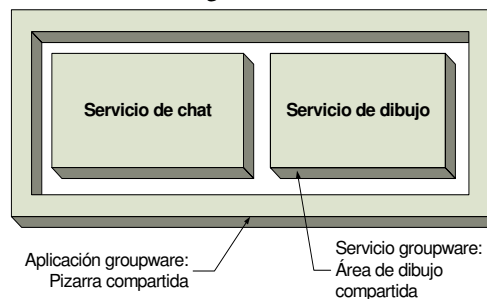 Servicio de chat
Servicio de dibujo
Aplicación groupware:
Pizarra compartida
Servicio groupware:
Área de dibujo
compartida